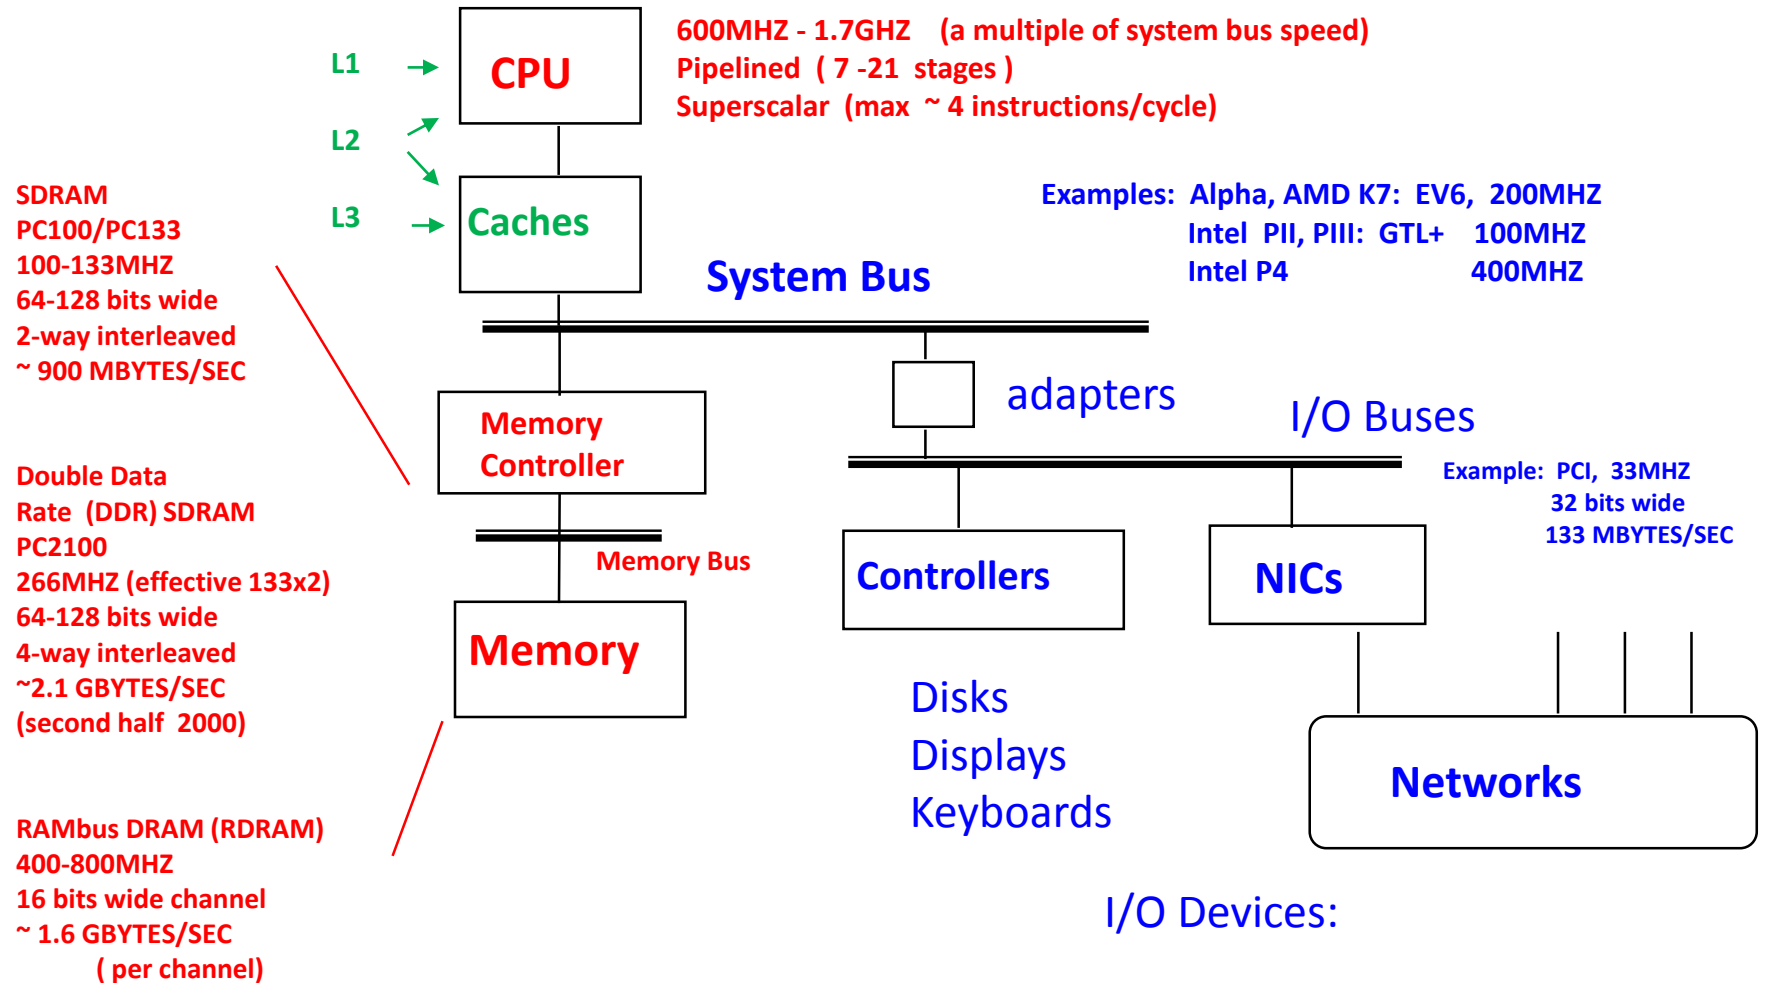 600MHZ - 1.7GHZ (a multiple of system bus speed)
Pipelined ( 7 -21 stages )
Superscalar (max ~ 4 instructions/cycle)
L1
CPU
L2
L3
Caches
SDRAM
PC100/PC133
100-133MHZ
64-128 bits wide
2-way interleaved
~ 900 MBYTES/SEC
Examples: Alpha, AMD K7: EV6, 200MHZ
Intel PII, PIII: GTL+ 100MHZ
Intel P4 400MHZ
System Bus
Memory
Controller
adapters
I/O Buses
Example: PCI, 33MHZ
32 bits wide
133 MBYTES/SEC
Double Data
Rate (DDR) SDRAM
PC2100
266MHZ (effective 133x2)
64-128 bits wide
4-way interleaved
~2.1 GBYTES/SEC
(second half 2000)
Memory Bus
Memory
Controllers
NICs
Disks
Displays
Keyboards
Networks
RAMbus DRAM (RDRAM)
400-800MHZ
16 bits wide channel
~ 1.6 GBYTES/SEC
( per channel)
I/O Devices: